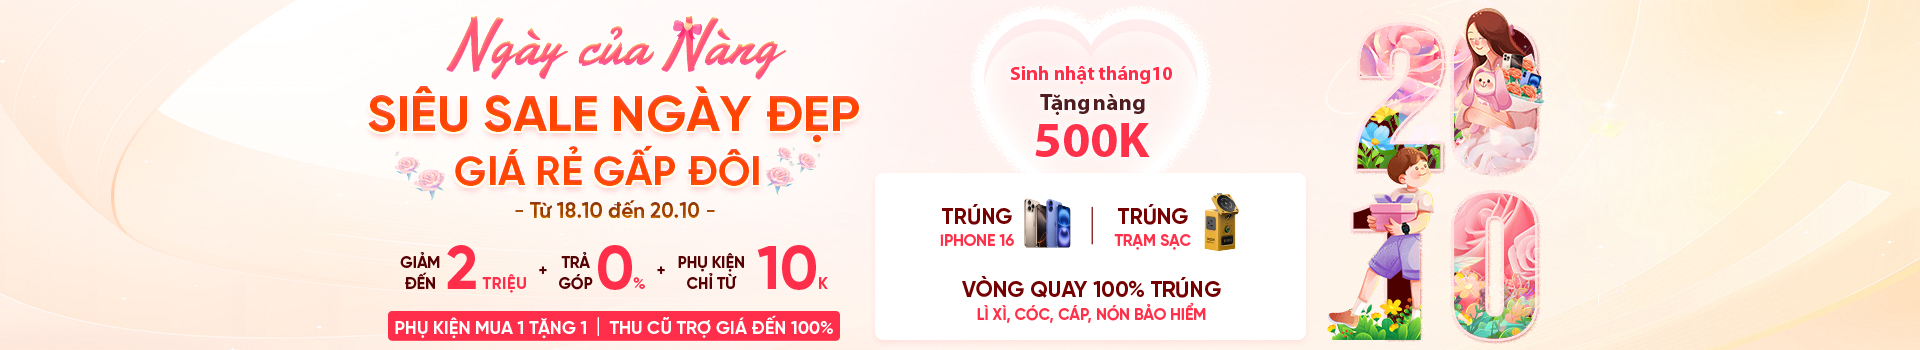 Ngày của Nàng
SIÊU SALE NGÀY ĐẸP
GIÁ RẺ GẤP ĐÔI
- Từ 18.10 đến 20.10 -
GIẢM ĐẾN 2 TRIỆU + TRẢ GÓP 0% + PHỤ KIỆN CHỈ TỪ 10K
PHỤ KIỆN MUA 1 TẶNG 1 | THU CŨ TRỢ GIÁ ĐẾN 100%
Sinh nhật tháng10
Tặng nàng
500K
TRÚNG
IPHONE 16
TRÚNG
TRẠM SẠC
VÒNG QUAY 100% TRÚNG
LÌ XÌ, CÓC, CÁP, NÓN BẢO HIỂM
20
10